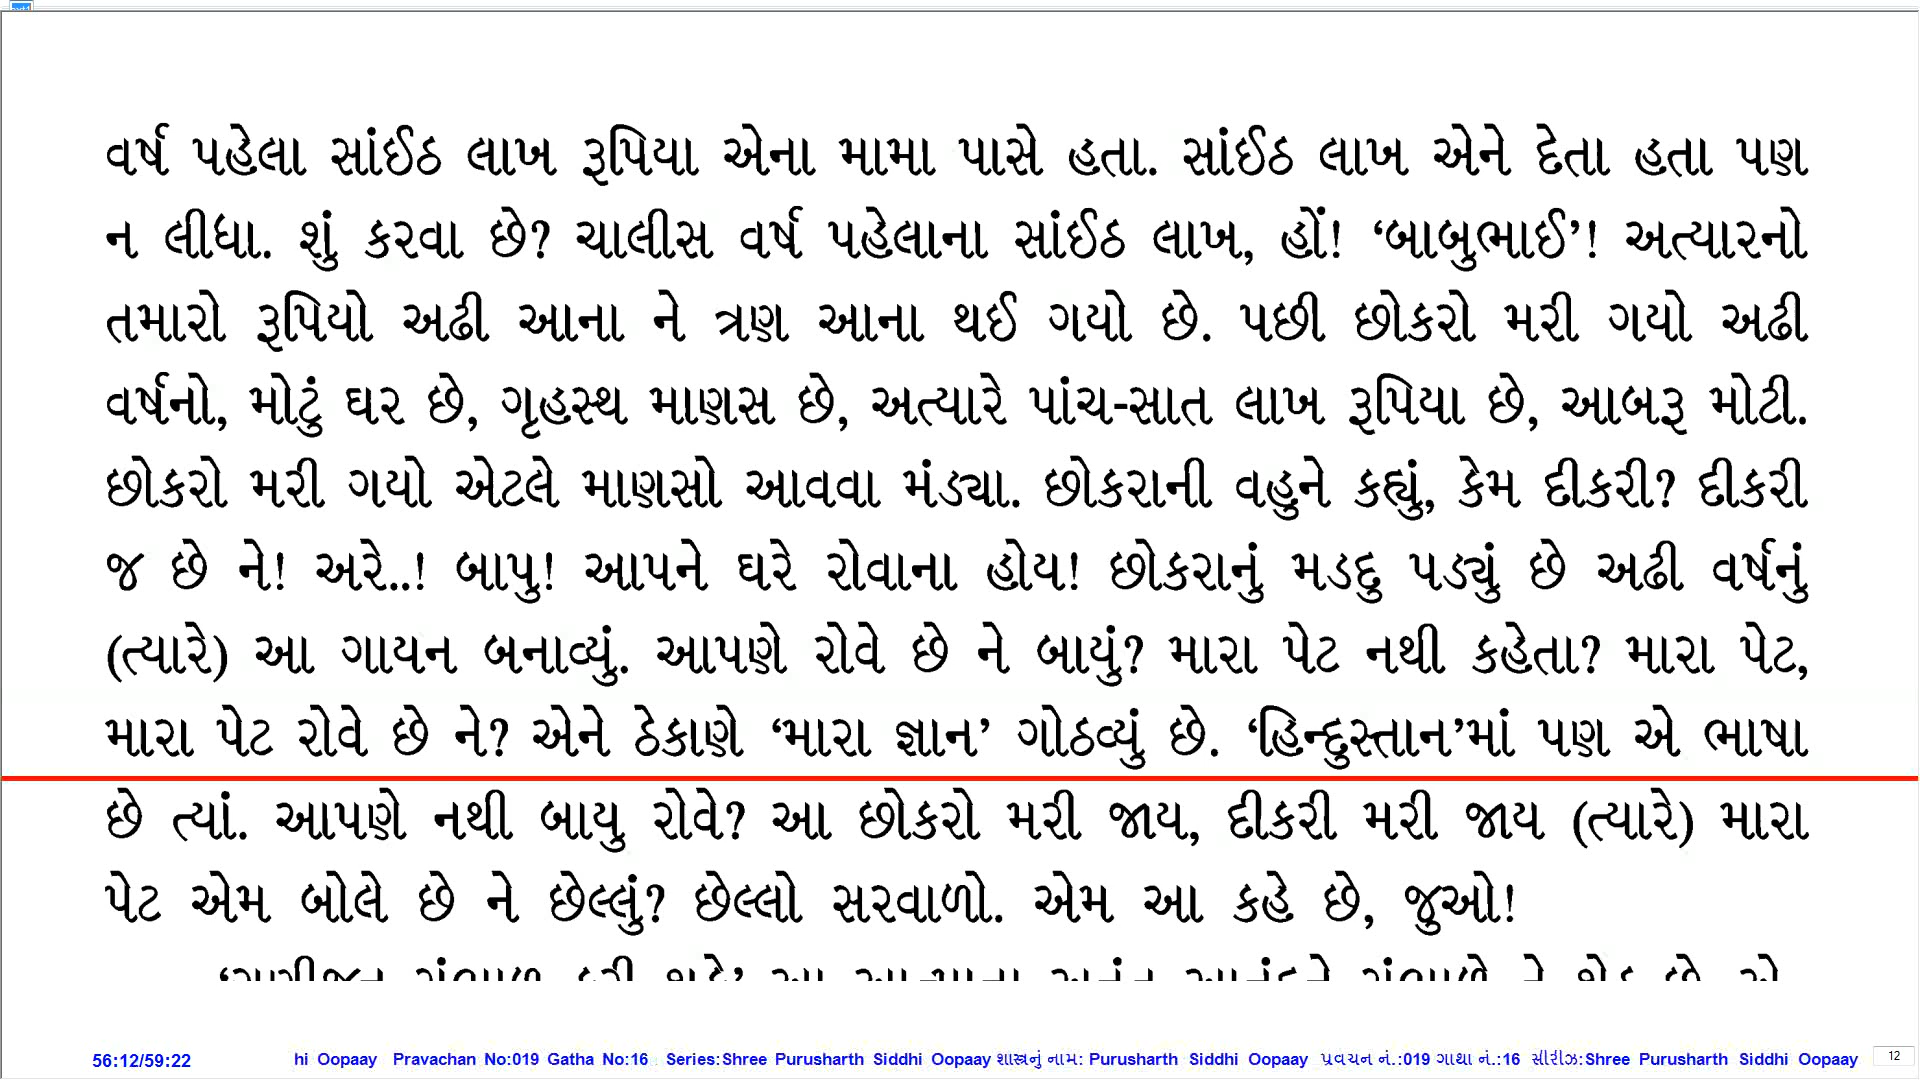 વર્ષ પહેલા સાંઈઠ લાખ રૂપિયા એના મામા પાસે હતા. સાંઈઠ લાખ એને દેતા હતા પણ
ન લીધા. શું કરવા છે? ચાલીસ વર્ષ પહેલાના સાંઈઠ લાખ, હોં! ‘બાબુભાઈ’! અત્યારનો
તમારો રૂપિયો અઢી આના ને ત્રણ આના થઈ ગયો છે. પછી છોકરો મરી ગયો અઢી
વર્ષનો, મોટું ઘર છે, ગૃહસ્થ માણસ છે, અત્યારે પાંચ-સાત લાખ રૂપિયા છે, આબરૂ મોટી.
છોકરો મરી ગયો એટલે માણસો આવવા મંડ્યા. છોકરાની વહુને કહ્યું, કેમ દીકરી? દીકરી
જ છે ને! અરે..! બાપુ! આપને ઘરે રોવાના હોય! છોકરાનું મડદુ પડ્યું છે અઢી વર્ષનું
(ત્યારે) આ ગાયન બનાવ્યું. આપણે રોવે છે ને બાયું? મારા પેટ નથી કહેતા? મારા પેટ,
મારા પેટ રોવે છે ને? એને ઠેકાણે ‘મારા જ્ઞાન’ ગોઠવ્યું છે. ‘હિન્દુસ્તાન’માં પણ એ ભાષા
છે ત્યાં. આપણે નથી બાયુ રોવે? આ છોકરો મરી જાય, દીકરી મરી જાય (ત્યારે) મારા
પેટ એમ બોલે છે ને છેલ્લું? છેલ્લો સરવાળો. એમ આ કહે છે, જુઓ!
56:12/59:22 hi Oopaay Pravachan No:019 Gatha No:16 Series:Shree Purusharth Siddhi Oopaay શાસ્ત્રનું નામ: Purusharth Siddhi Oopaay પ્રવચન નં.:019 ગાથા નં.:16 સીરીઝ:Shree Purusharth Siddhi Oopaay 12